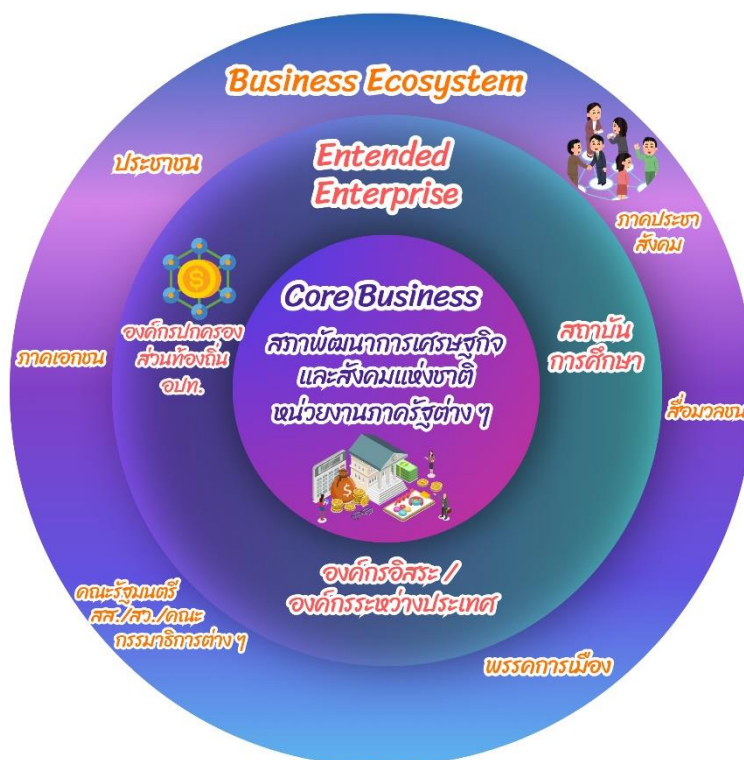 Business Ecosystem
ประชาชน
Entended
Enterprise
ภาคประชา
สังคม
Core Business
สภาพัฒนาการเศรษฐกิจ
และสังคมแห่งชาติ
หน่วยงานภาครัฐต่าง ๆ
องค์กรปกครอง
ส่วนท้องถิ่น
อปท.
สถาบัน
การศึกษา
ภาคเอกชน
สื่อมวลชน
องค์กรอิสระ /
องค์กรระหว่างประเทศ
คณะรัฐมนตรี
สส./สว./คณะ
กรรมาธิการต่าง ๆ
พรรคการเมือง